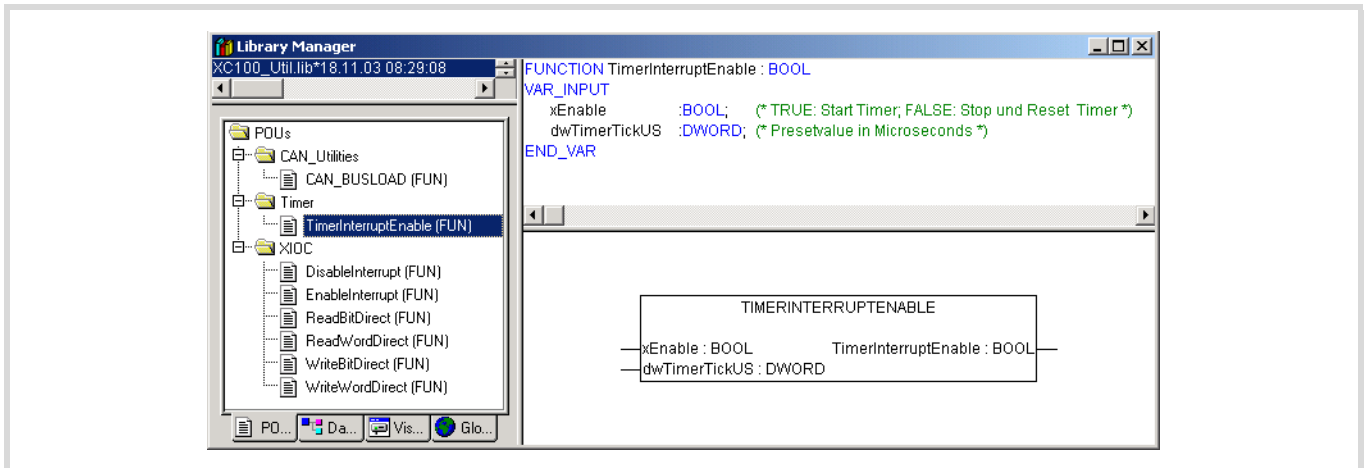 Library Manager
XC100_Util.lib*18.11.03 08:29:08
POUs
CAN_Utilities
CAN_BUSLOAD (FUN)
Timer
TimerInterruptEnable (FUN)
XIOC
DisableInterrupt (FUN)
EnableInterrupt (FUN)
ReadBitDirect (FUN)
ReadWordDirect (FUN)
WriteBitDirect (FUN)
WriteWordDirect (FUN)
PO... Da... Vis... Glo...
FUNCTION TimerInterruptEnable : BOOL
VAR_INPUT
xEnable :BOOL; (* TRUE: Start Timer; FALSE: Stop und Reset Timer *)
dwTimerTickUS :DWORD; (* Presetvalue in Microseconds *)
END_VAR
TIMERINTERRUPTENABLE
xEnable : BOOL TimerInterruptEnable : BOOL
dwTimerTickUS : DWORD